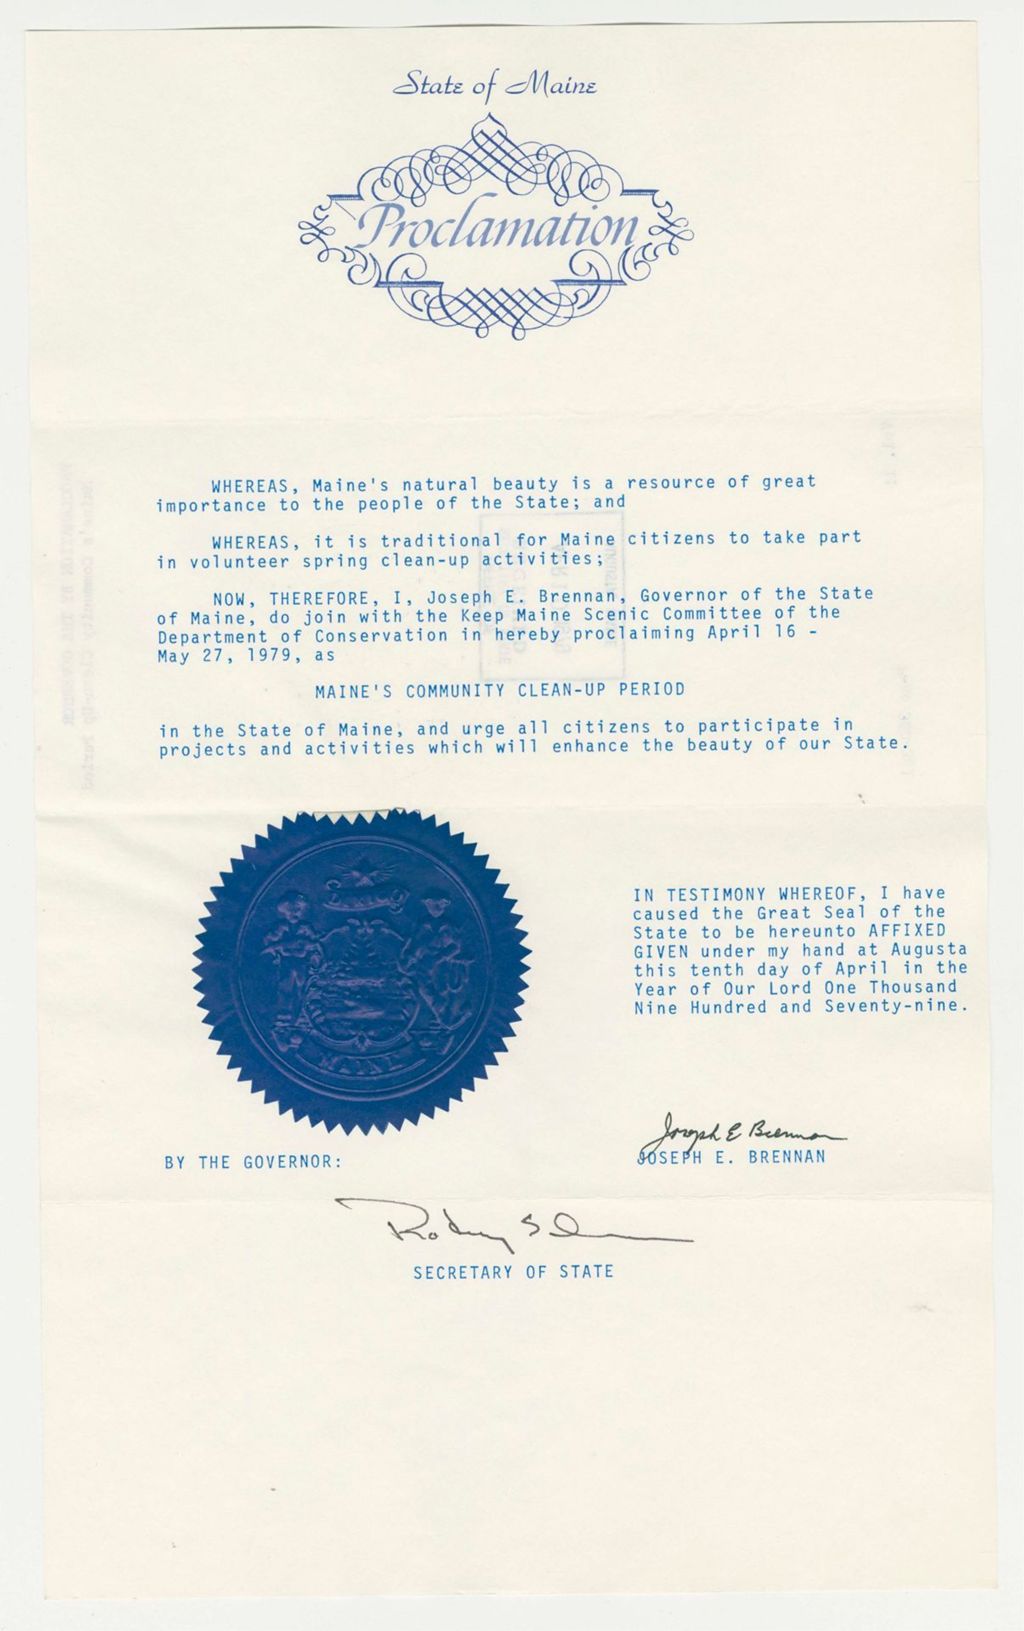 State of Maine
Proclamation
WHEREAS, Maine's natural beauty is a resource of great
importance to the people of the State; and
WHEREAS, it is traditional for Maine citizens to take part
in volunteer spring clean-up activities;
NOW, THEREFORE, I, Joseph E. Brennan, Governor of the State
of Maine, do join with the Keep Maine Scenic Committee of the
Department of Conservation in hereby proclaiming April 16 -
May 27, 1979, as
MAINE'S COMMUNITY CLEAN-UP PERIOD
in the State of Maine, and urge all citizens to participate in
projects and activities which will enhance the beauty of our State.
IN TESTIMONY WHEREOF, I have
caused the Great Seal of the
State to be hereunto AFFIXED
GIVEN under my hand at Augusta
this tenth day of April in the
Year of Our Lord One Thousand
Nine Hundred and Seventy-nine.
MAINE
Joseph E Brennan
JOSEPH E. BRENNAN
BY THE GOVERNOR:
SECRETARY OF STATE